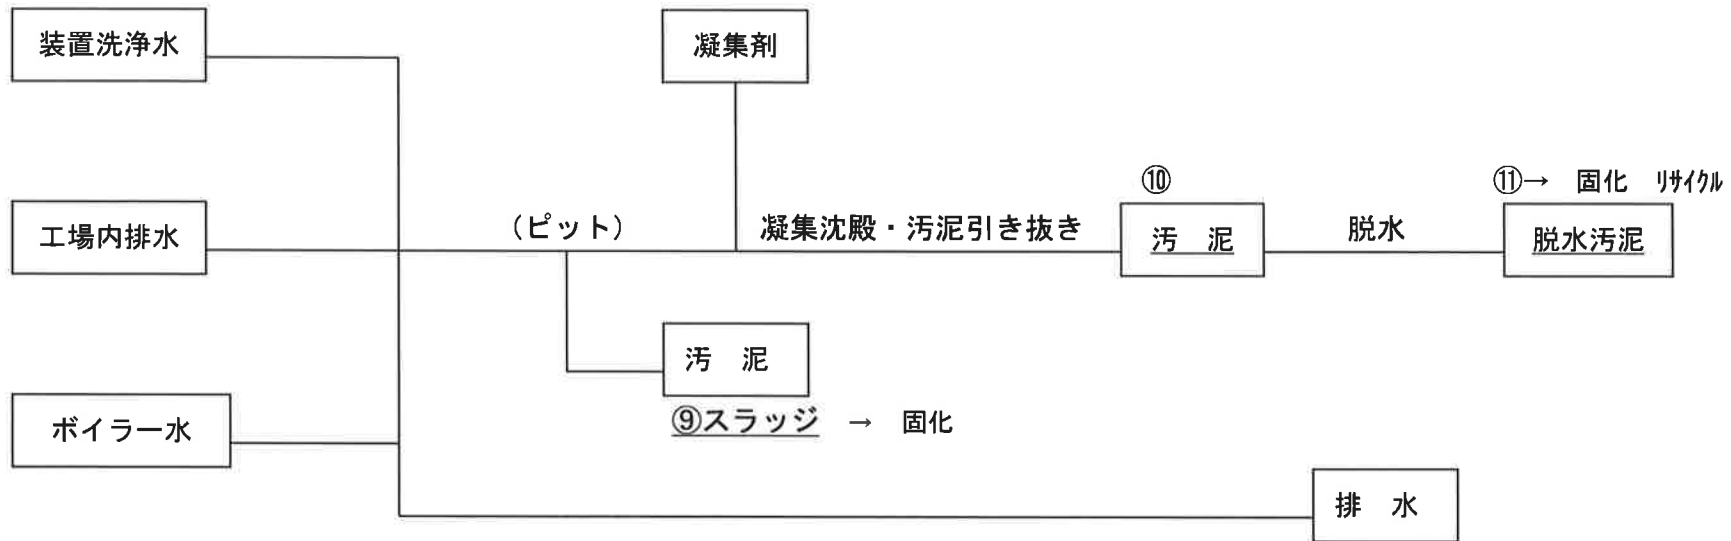 装置洗浄水
凝集剤
⑩
⑪→ 固化 ﾘｻｲｸﾙ
工場内排水
(ピット)
凝集沈殿・汚泥引き抜き
汚 泥
脱水
脱水汚泥
汚 泥
⑨スラッジ → 固化
ボイラー水
排 水